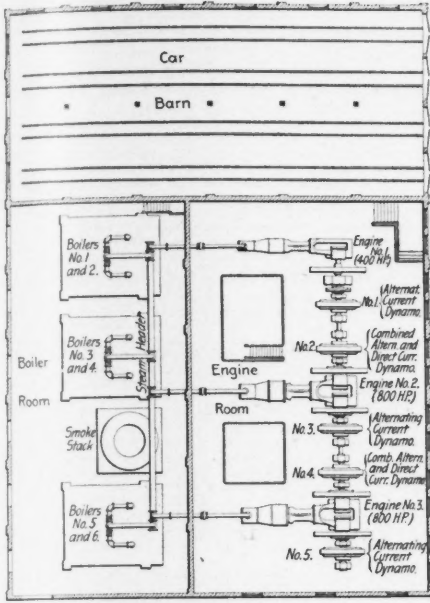 Car
Barn
Boilers
No.1
and 2.
Engine
No.1.
(400 HP.)
No.1.
Alternat.
Current
Dynamo.
Boilers
No.3
and 4.
Steam Header
No.2.
Combined
Altern. and
Direct Curr.
Dynamo.
Boiler
Room
Engine
Room
Engine No.2.
(800 HP.)
Smoke
Stack
No.3.
Alternating
Current
Dynamo.
No.4.
Comb. Altern.
and Direct
Curr. Dynamo
Boilers
No.5
and 6.
Engine No.3.
(800 HP.)
No.5.
Alternating
Current
Dynamo.